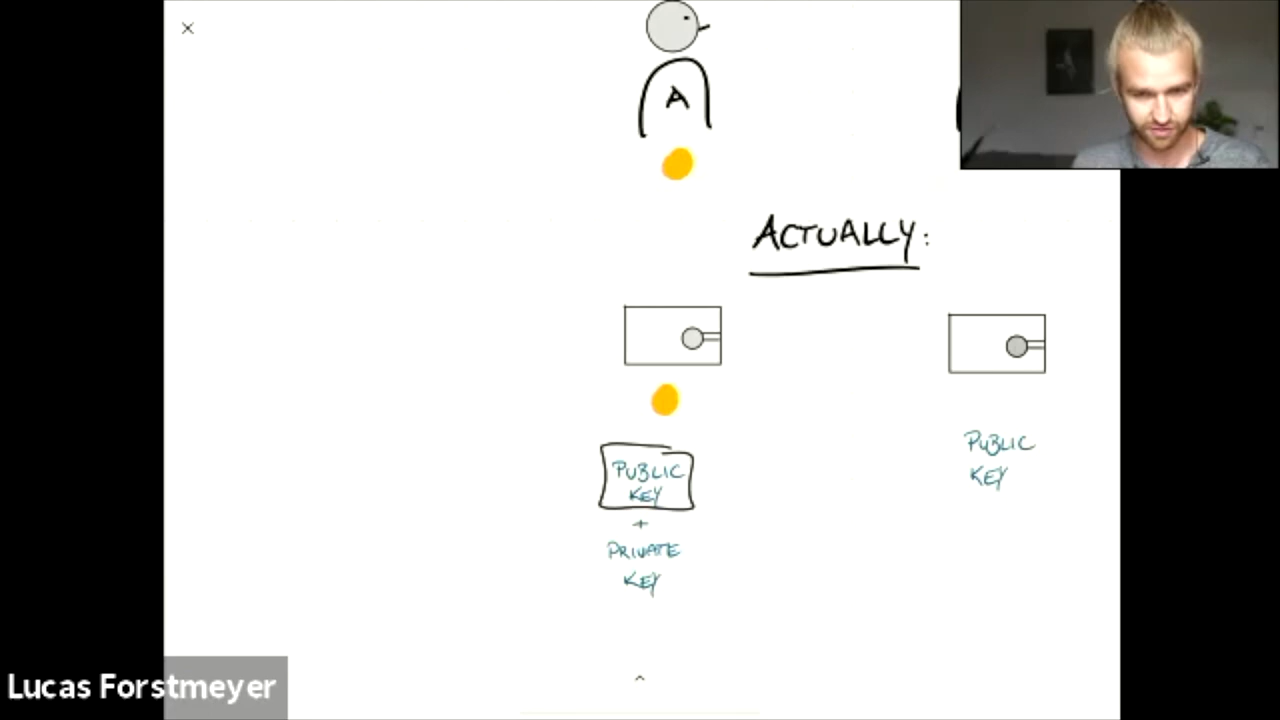 A
ACTUALLY:
PUBLIC
KEY
PUBLIC
KEY
+
PRIVATE
KEY
Lucas Forstmeyer